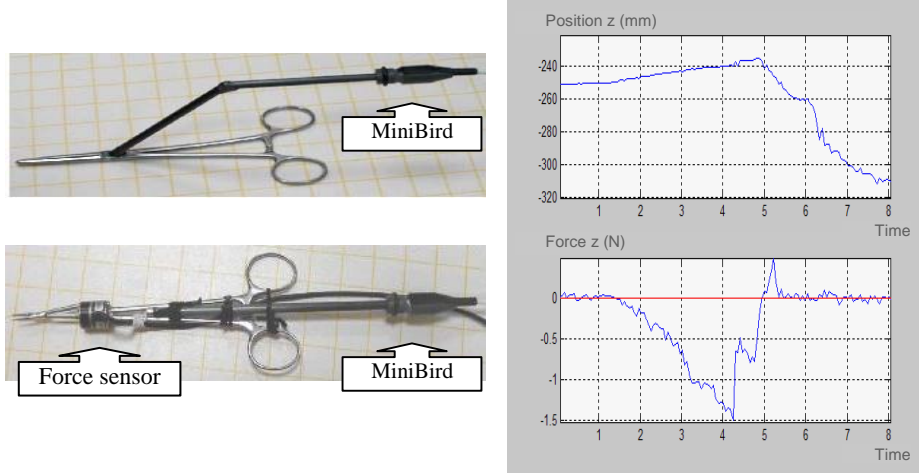 MiniBird
Force sensor
MiniBird
Position z (mm)
-240
-260
-280
-300
-320
1 2 3 4 5 6 7 8
Time
Force z (N)
0
-0.5
-1
-1.5
1 2 3 4 5 6 7 8
Time